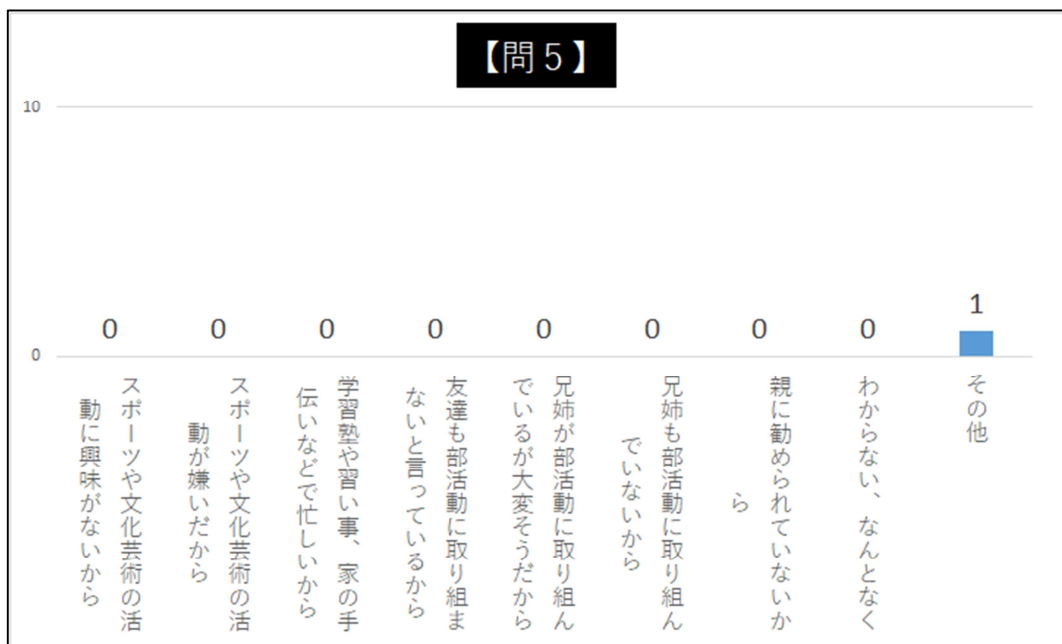 【問5】
10
0
0
0
0
0
0
0
0
0
1
スポーツや文化芸術の活
動に興味がないから
スポーツや文化芸術の活
動が嫌いだから
学習塾や習い事、家の手
伝いなどで忙しいから
友達も部活動に取り組ま
ないと言っているから
兄姉が部活動に取り組ん
でいるが大変そうだから
兄姉も部活動に取り組ん
でいないから
親に勧められていないか
ら
わからない、なんとなく
その他